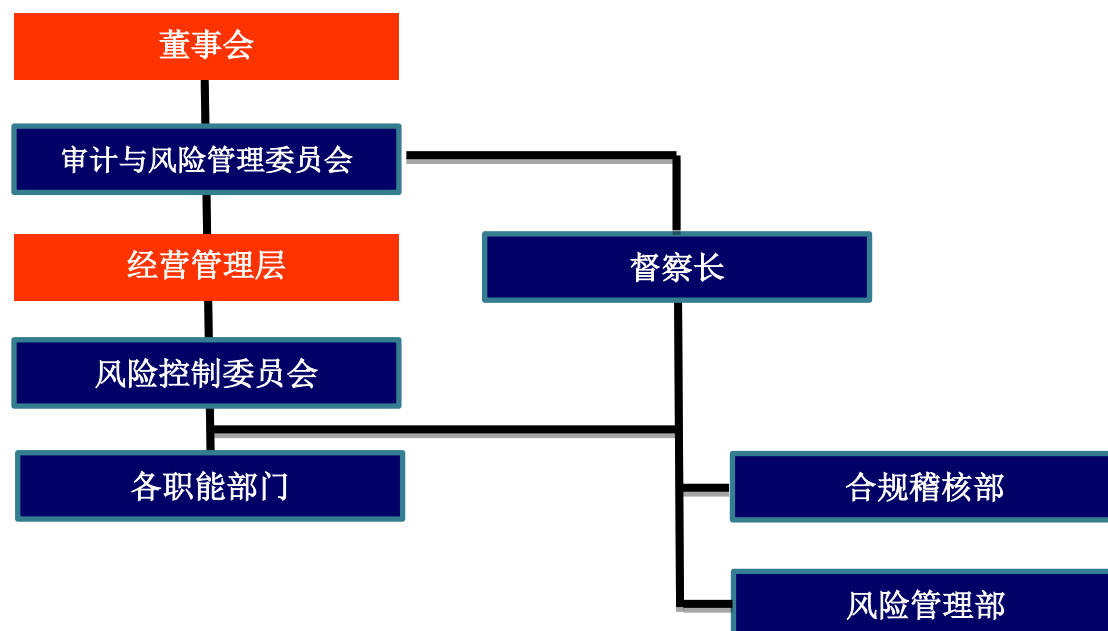 董事会
审计与风险管理委员会
经营管理层
督察长
风险控制委员会
各职能部门
合规稽核部
风险管理部